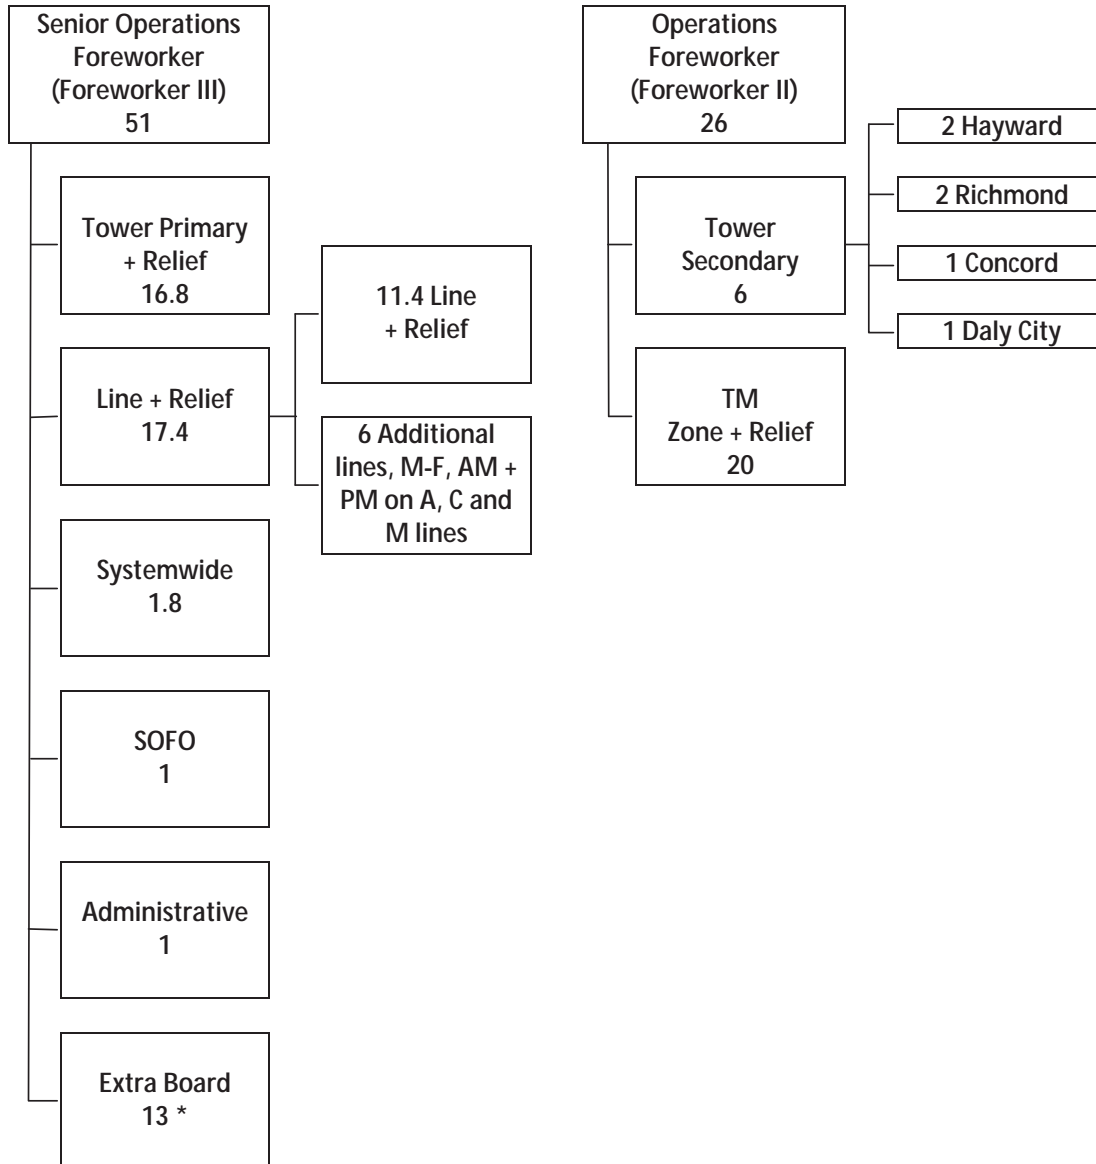 Senior Operations
Foreworker
(Foreworker III)
51
Tower Primary
+ Relief
16.8
Line + Relief
17.4
11.4 Line
+ Relief
6 Additional
lines, M-F, AM +
PM on A, C and
M lines
Systemwide
1.8
SOFO
1
Administrative
1
Extra Board
13 *
Operations
Foreworker
(Foreworker II)
26
Tower
Secondary
6
2 Hayward
2 Richmond
1 Concord
1 Daly City
TM
Zone + Relief
20